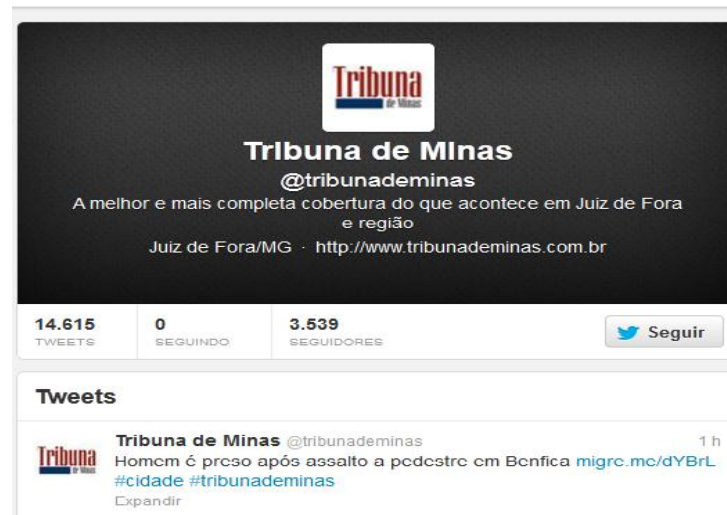 Tribuna
de Minas
Tribuna de Minas
@tribunademinas
A melhor e mais completa cobertura do que acontece em Juiz de Fora
e região
Juiz de Fora/MG · http://www.tribunademinas.com.br
14.615 0 3.539
TWEETS SEGUINDO SEGUIDORES
Seguir
Tweets
Tribuna de Minas @tribunademinas 1 h
Tribuna
Homem é preso após assalto a pedestre em Benfica migre.me/dYBrL
#cidade #tribunademinas
Expandir